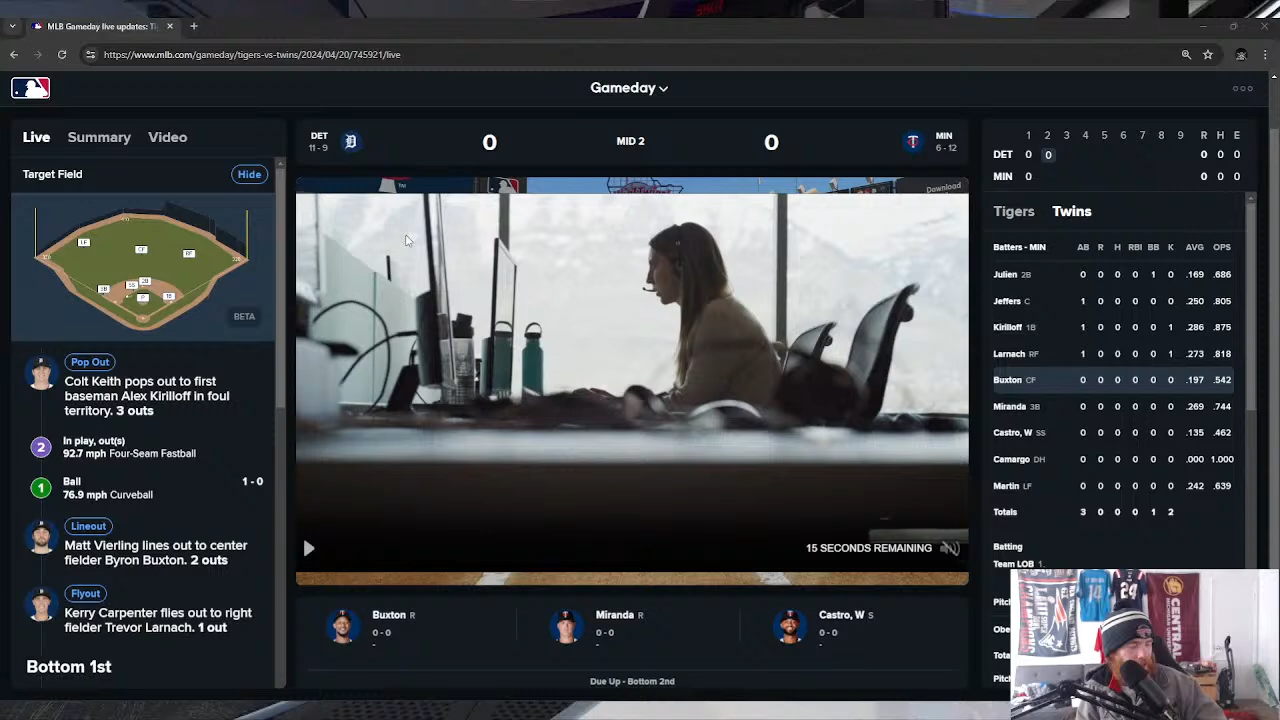 MLB Gameday live updates: Ti
https://www.mlb.com/gameday/tigers-vs-twins/2024/04/20/745921/live
Gameday
Live Summary Video
Target Field Hide
LF CF RF
SS 2B
3B P 1B
BETA
Pop Out
Colt Keith pops out to first
baseman Alex Kirilloff in foul
territory. 3 outs
2 In play, out(s)
92.7 mph Four-Seam Fastball
1 Ball 1 - 0
76.9 mph Curveball
Lineout
Matt Vierling lines out to center
fielder Byron Buxton. 2 outs
Flyout
Kerry Carpenter flies out to right
fielder Trevor Larnach. 1 out
Bottom 1st
DET 0 MID 2 0 MIN
11 - 9 6 - 12
Download
15 SECONDS REMAINING
Buxton R Miranda R Castro, W S
0 - 0 0 - 0 0 - 0
- - -
Due Up - Bottom 2nd
1 2 3 4 5 6 7 8 9 R H E
DET 0 0 0 0 0
MIN 0 0 0 0
Tigers Twins
Batters - MIN AB R H RBI BB K AVG OPS
Julien 2B 0 0 0 0 1 0 .169 .686
Jeffers C 1 0 0 0 0 0 .250 .805
Kirilloff 1B 1 0 0 0 0 1 .286 .875
Larnach RF 1 0 0 0 0 1 .273 .818
Buxton CF 0 0 0 0 0 0 .197 .542
Miranda 3B 0 0 0 0 0 0 .269 .744
Castro, W SS 0 0 0 0 0 0 .135 .462
Camargo DH 0 0 0 0 0 0 .000 1.000
Martin LF 0 0 0 0 0 0 .242 .639
Totals 3 0 0 0 1 2
Batting
Team LOB 1.
14
24
CENTRAL